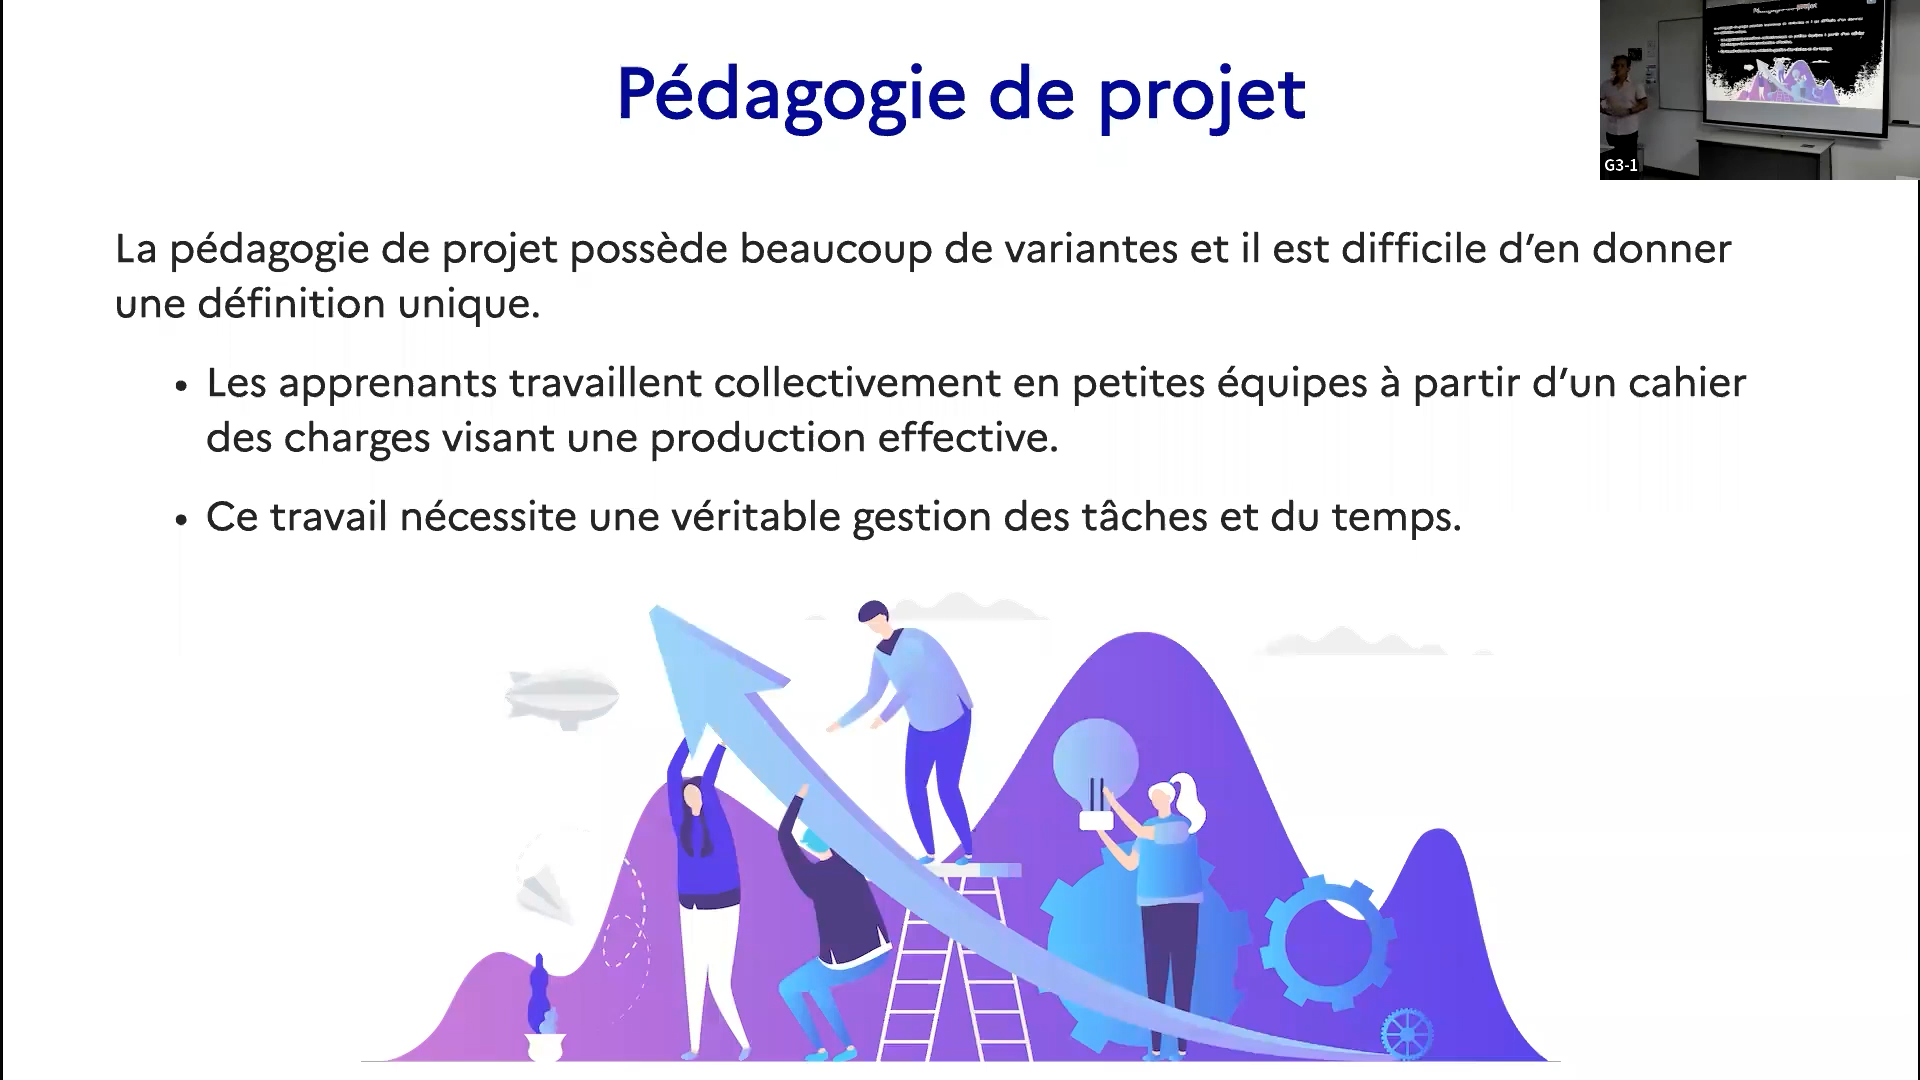 Pédagogie de projet
G3-1
La pédagogie de projet possède beaucoup de variantes et il est difficile d’en donner
une définition unique.
• Les apprenants travaillent collectivement en petites équipes à partir d’un cahier
des charges visant une production effective.
• Ce travail nécessite une véritable gestion des tâches et du temps.